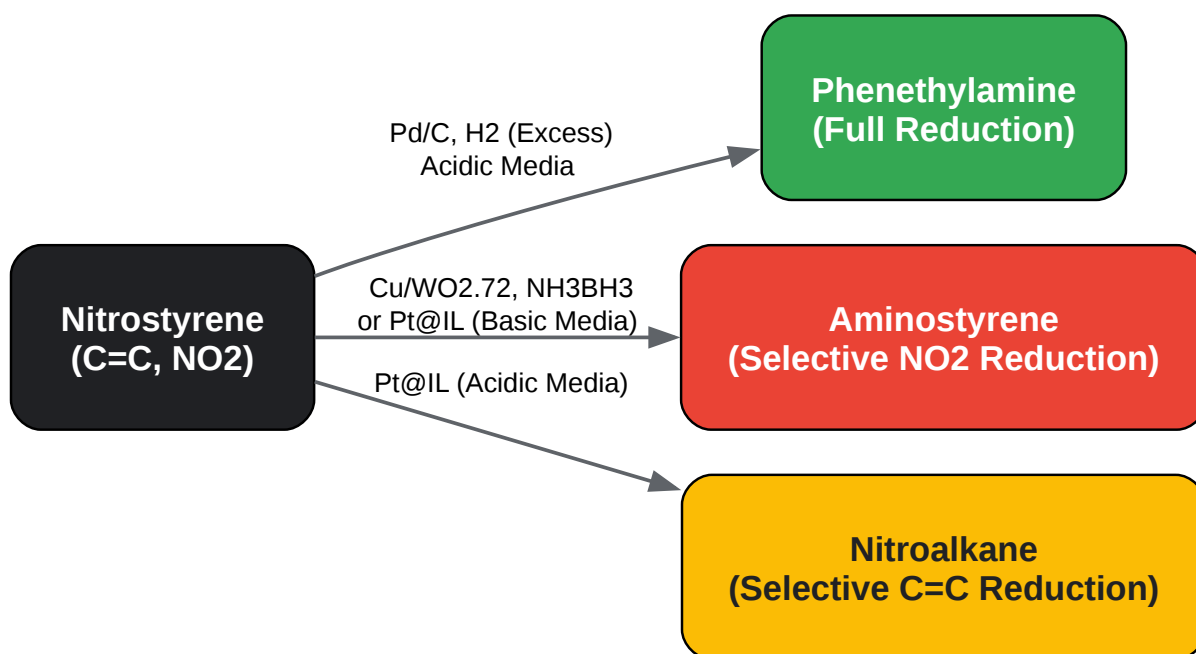 Phenethylamine
(Full Reduction)
Pd/C, H2 (Excess)
Acidic Media
Nitrostyrene
(C=C, NO2)
Cu/WO2.72, NH3BH3
or Pt@IL (Basic Media)
Aminostyrene
(Selective NO2 Reduction)
Pt@IL (Acidic Media)
Nitroalkane
(Selective C=C Reduction)